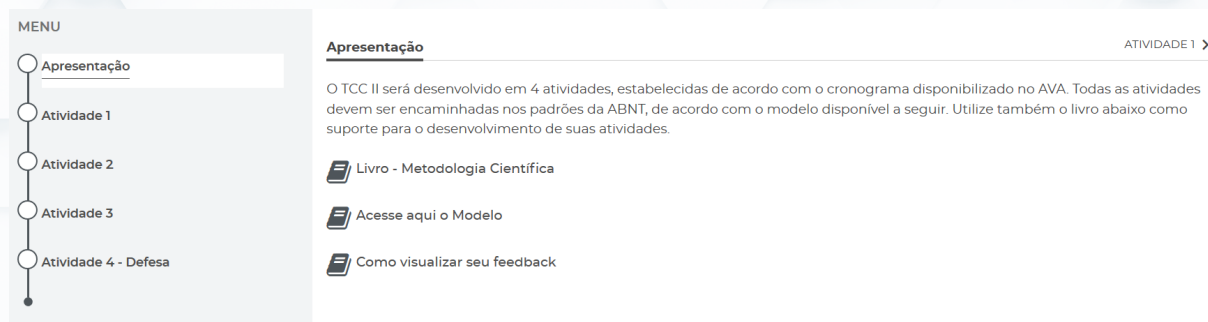 MENU
Apresentação
Atividade 1
Atividade 2
Atividade 3
Atividade 4 - Defesa
Apresentação
ATIVIDADE 1
O TCC II será desenvolvido em 4 atividades, estabelecidas de acordo com o cronograma disponibilizado no AVA. Todas as atividades
devem ser encaminhadas nos padrões da ABNT, de acordo com o modelo disponível a seguir. Utilize também o livro abaixo como
suporte para o desenvolvimento de suas atividades.
Livro - Metodologia Científica
Acesse aqui o Modelo
Como visualizar seu feedback